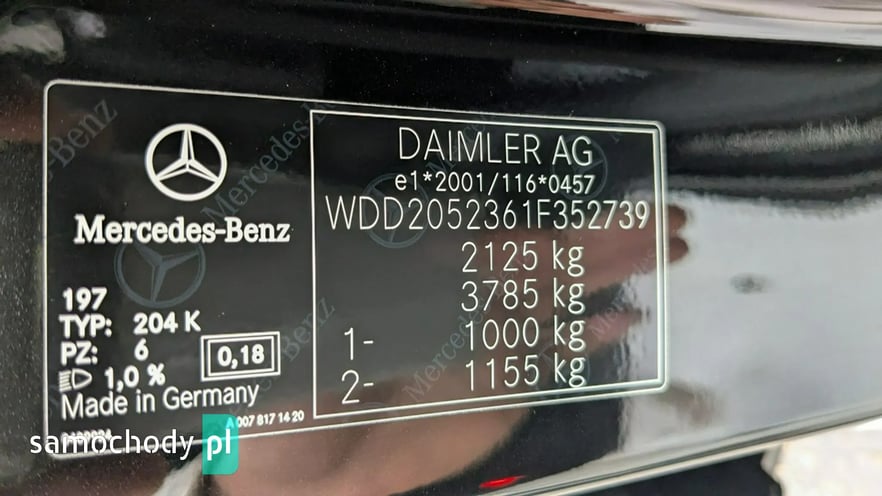 Mercedes-Benz
197
TYP: 204 K
PZ: 6
0,18
1,0 %
Made in Germany
A 007 817 14 20
DAIMLER AG
e1*2001/116*0457
WDD2052361F352739
2125 kg
3785 kg
1- 1000 kg
2- 1155 kg
samochody pl